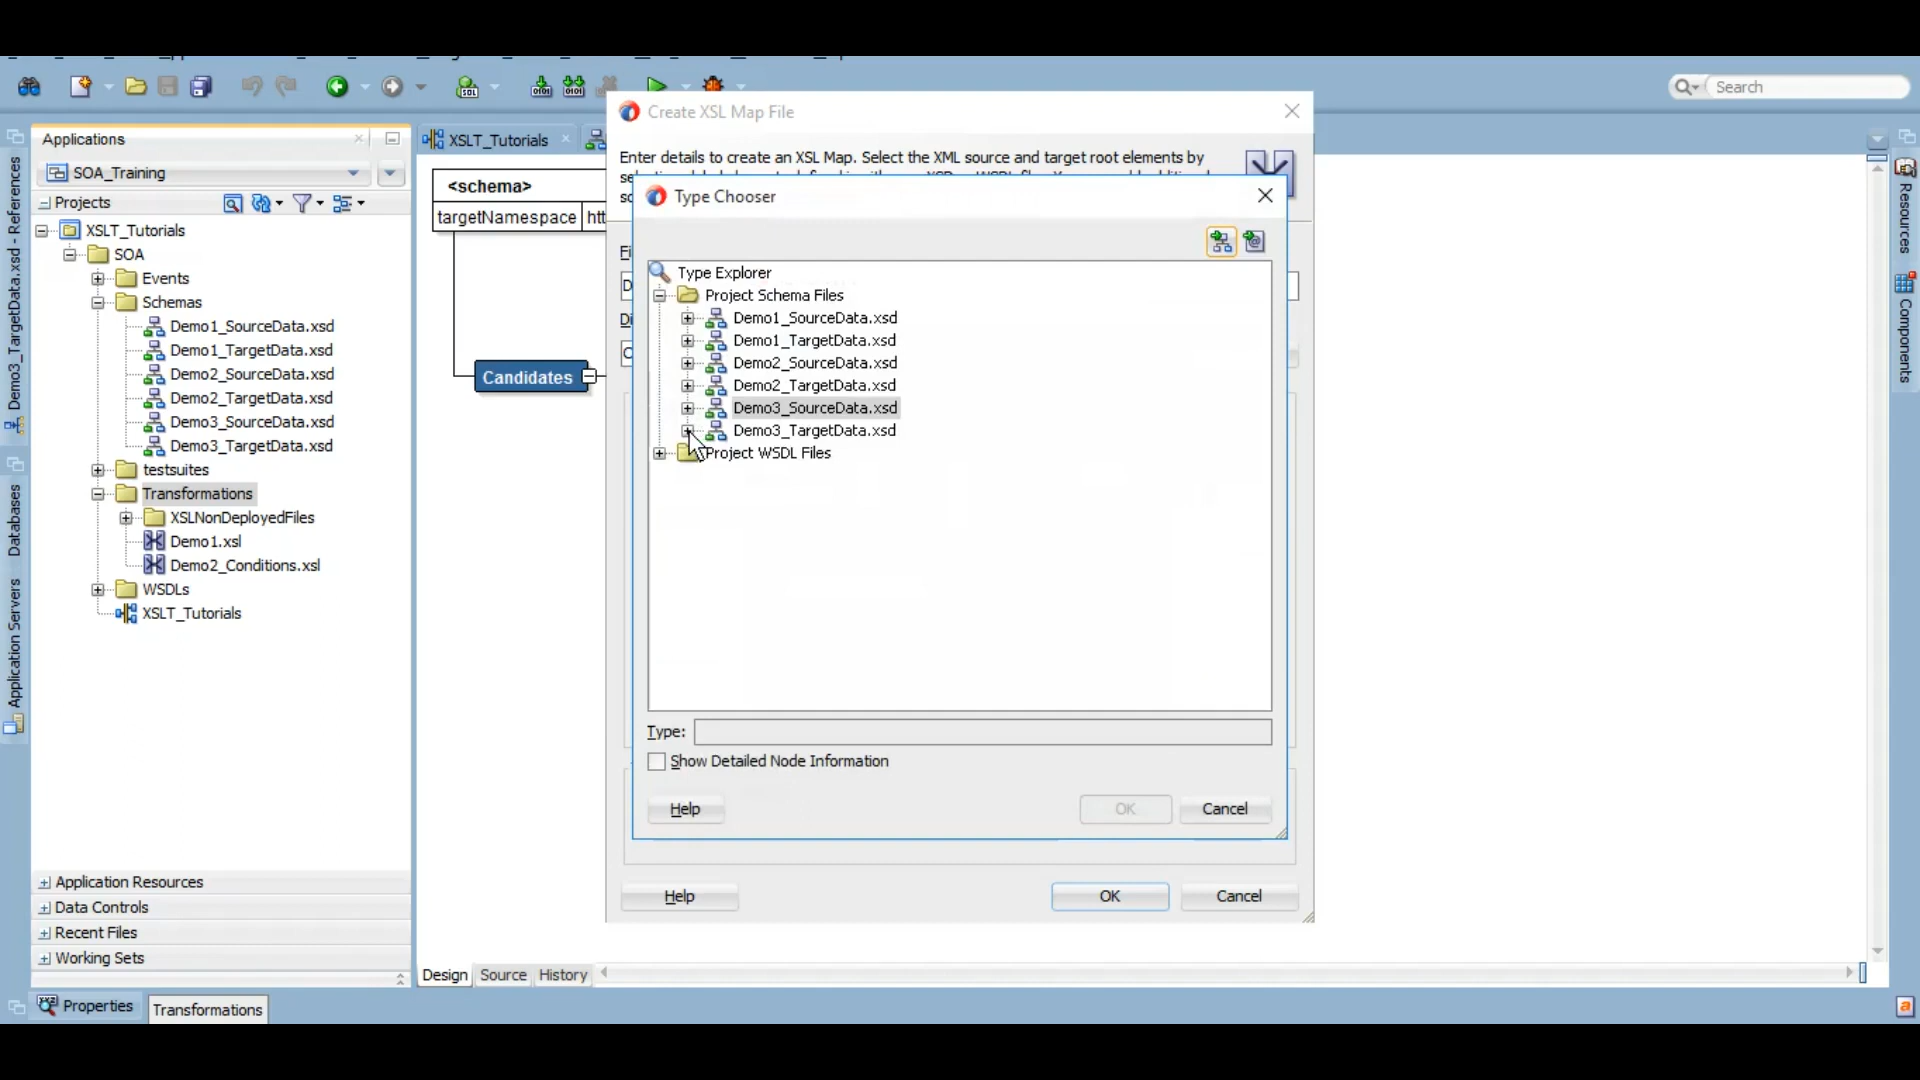 Search
Applications
SOA_Training
Projects
XSLT_Tutorials
SOA
Events
Schemas
Demo1_SourceData.xsd
Demo1_TargetData.xsd
Demo2_SourceData.xsd
Demo2_TargetData.xsd
Demo3_SourceData.xsd
Demo3_TargetData.xsd
testsuites
Transformations
XSLNonDeployedFiles
Demo1.xsl
Demo2_Conditions.xsl
WSDLs
XSLT_Tutorials
Application Resources
Data Controls
Recent Files
Working Sets
Properties
Transformations
Demo3_TargetData.xsd - References
Databases
Application Servers
XSLT_Tutorials
<schema>
targetNamespace htt
Candidates
Design Source History
Create XSL Map File
Enter details to create an XSL Map. Select the XML source and target root elements by
Type Chooser
Type Explorer
Project Schema Files
Demo1_SourceData.xsd
Demo1_TargetData.xsd
Demo2_SourceData.xsd
Demo2_TargetData.xsd
Demo3_SourceData.xsd
Demo3_TargetData.xsd
Project WSDL Files
Type:
Show Detailed Node Information
Help OK Cancel
Help OK Cancel
Resources
Components